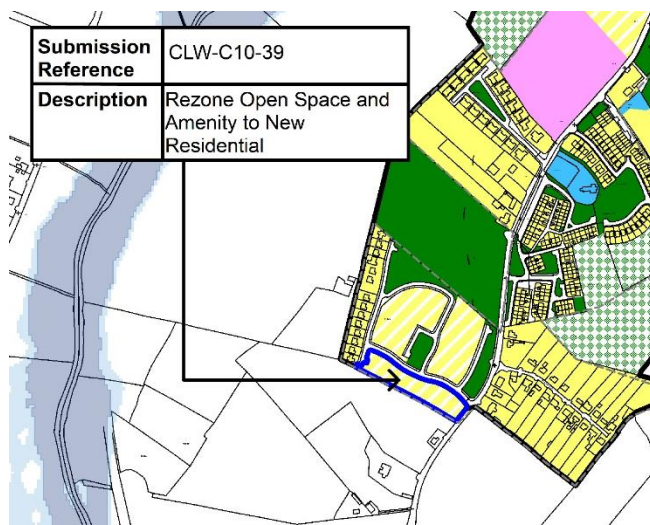 Submission
Reference
CLW-C10-39
Description
Rezone Open Space and
Amenity to New
Residential